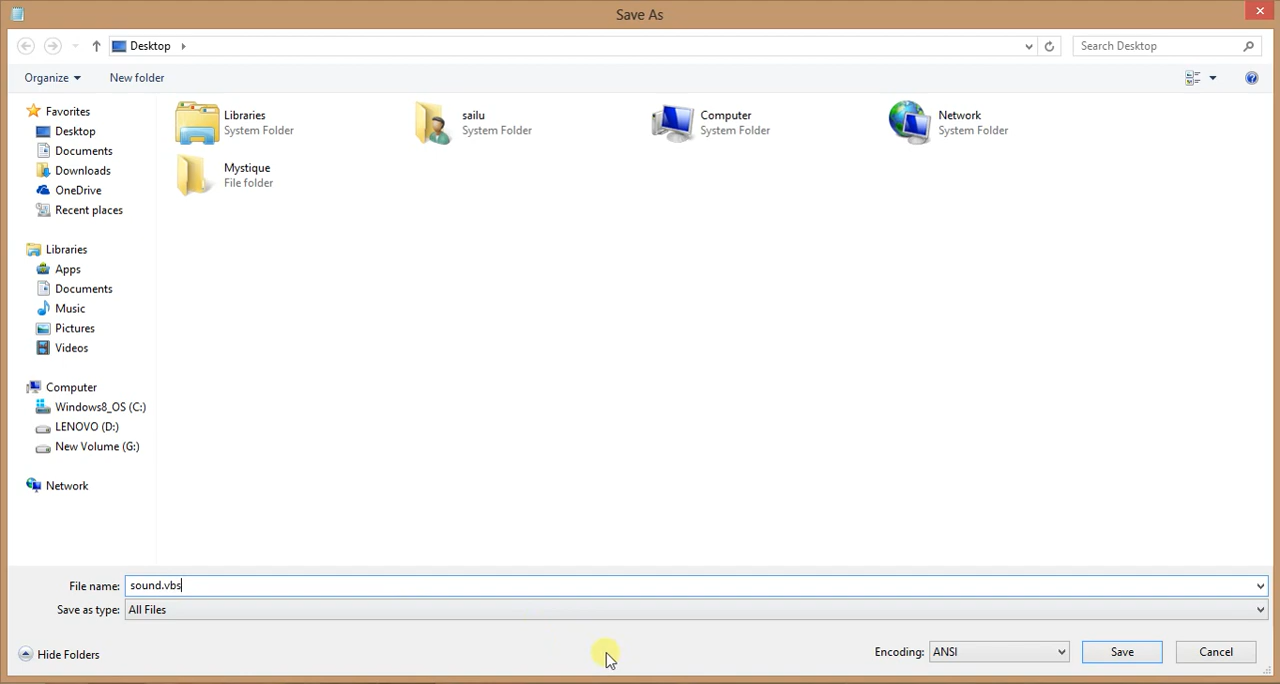 Save As
Desktop
Search Desktop
Organize
New folder
Favorites
Desktop
Documents
Downloads
OneDrive
Recent places
Libraries
Apps
Documents
Music
Pictures
Videos
Computer
Windows8_OS (C:)
LENOVO (D:)
New Volume (G:)
Network
Libraries
System Folder
sailu
System Folder
Computer
System Folder
Network
System Folder
Mystique
File folder
File name: sound.vbs
Save as type: All Files
Hide Folders
Encoding: ANSI
Save
Cancel